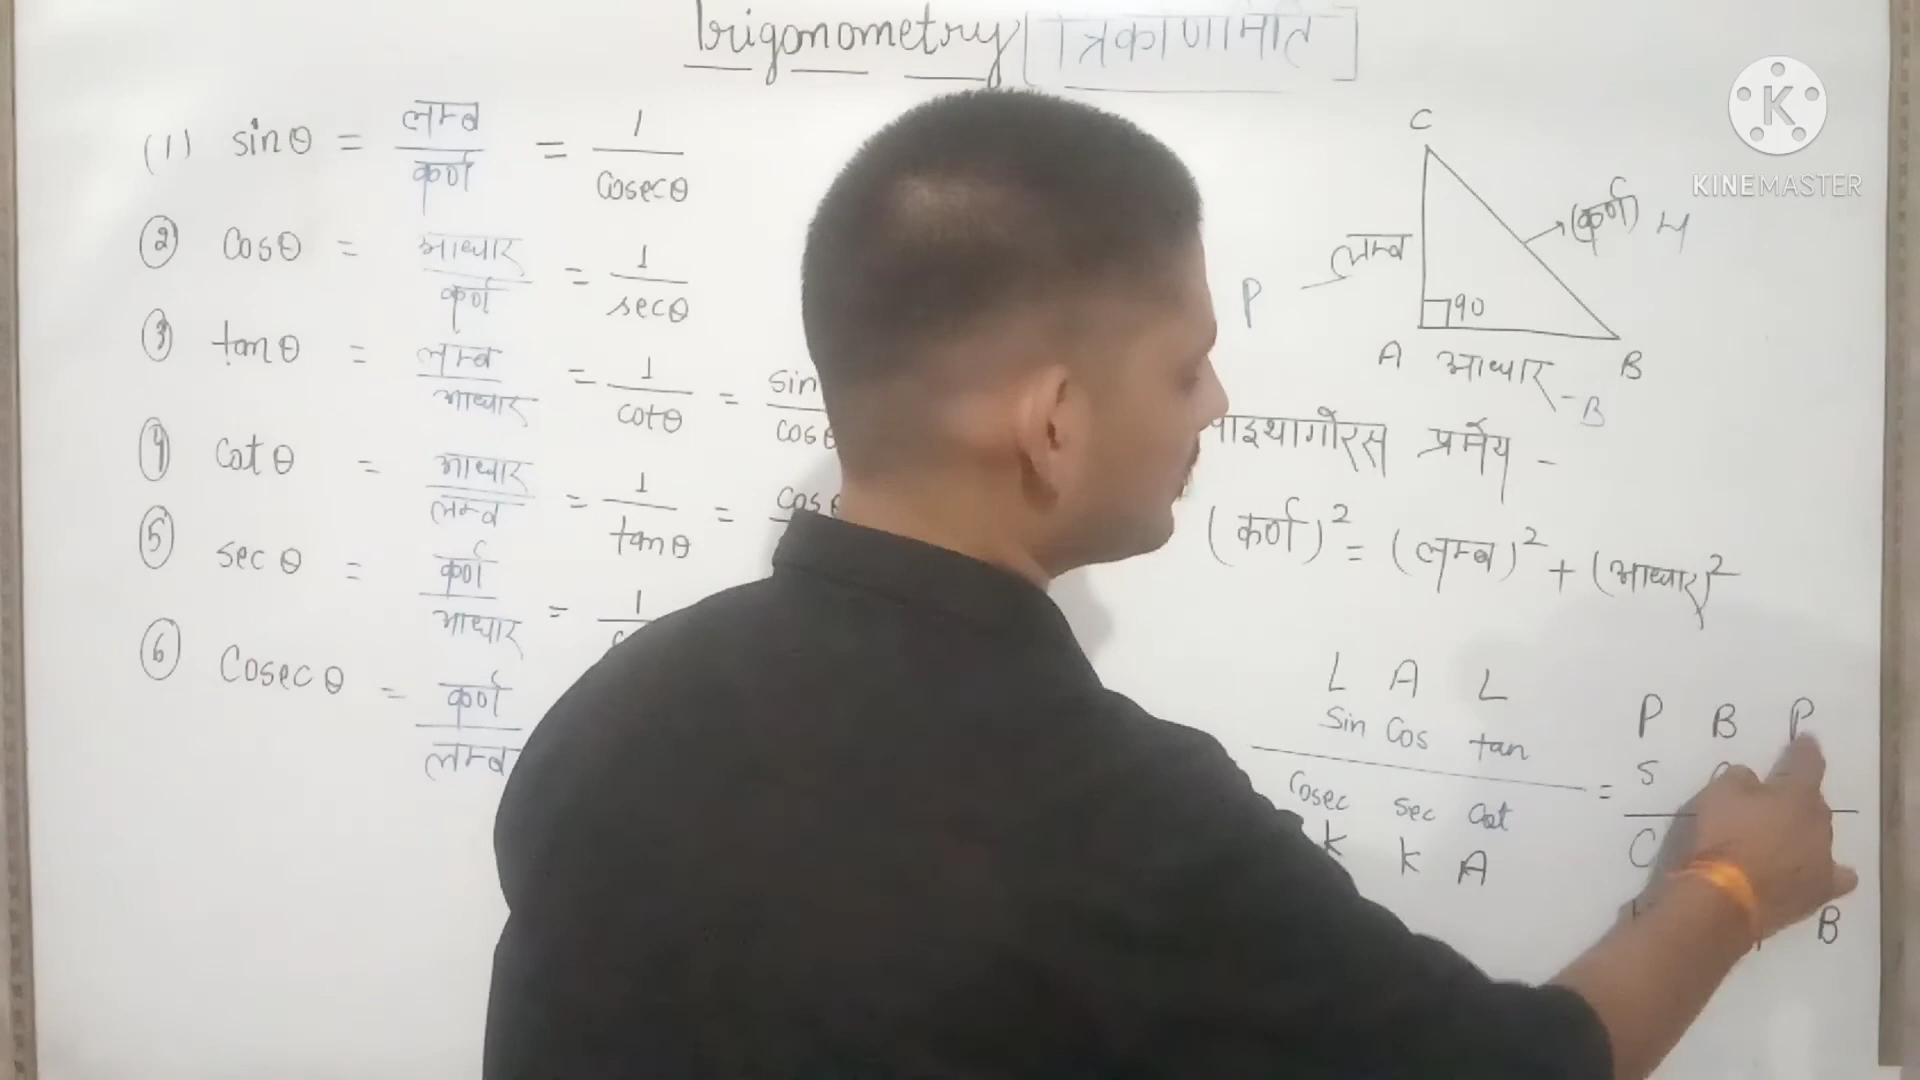 Trigonometry [त्रिकोणमिति]
(1) sinθ = लम्ब / कर्ण = 1 / Cosecθ
② Cosθ = आधार / कर्ण = 1 / secθ
③ tanθ = लम्ब / आधार = 1 / cotθ = sin / cosθ
④ Cotθ = आधार / लम्ब = 1 / tanθ = cosθ
⑤ secθ = कर्ण / आधार = 1
⑥ Cosecθ = कर्ण / लम्ब
C
(कर्ण) H
P लम्ब
90
A आधार - B B
पाइथागोरस प्रमेय -
(कर्ण)² = (लम्ब)² + (आधार)²
L A L
Sin Cos tan
Cosec sec Cot
K K A
=
P B P
S
C
B
KINEMASTER